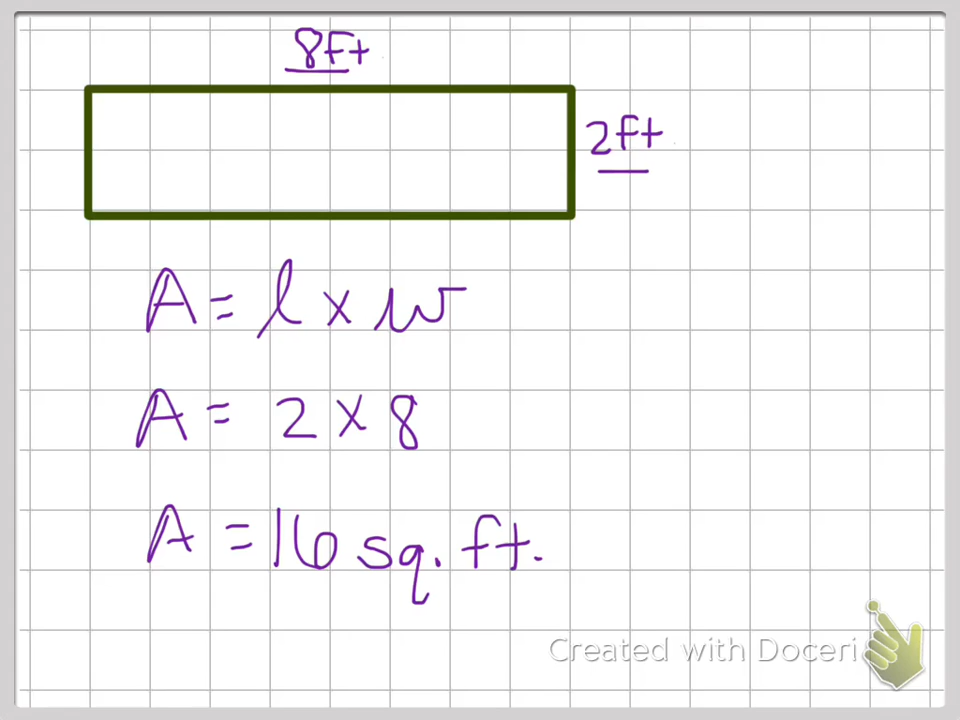 8Ft
2ft
A = l x w
A = 2 x 8
A = 16 sq. ft.
Created with Doceri